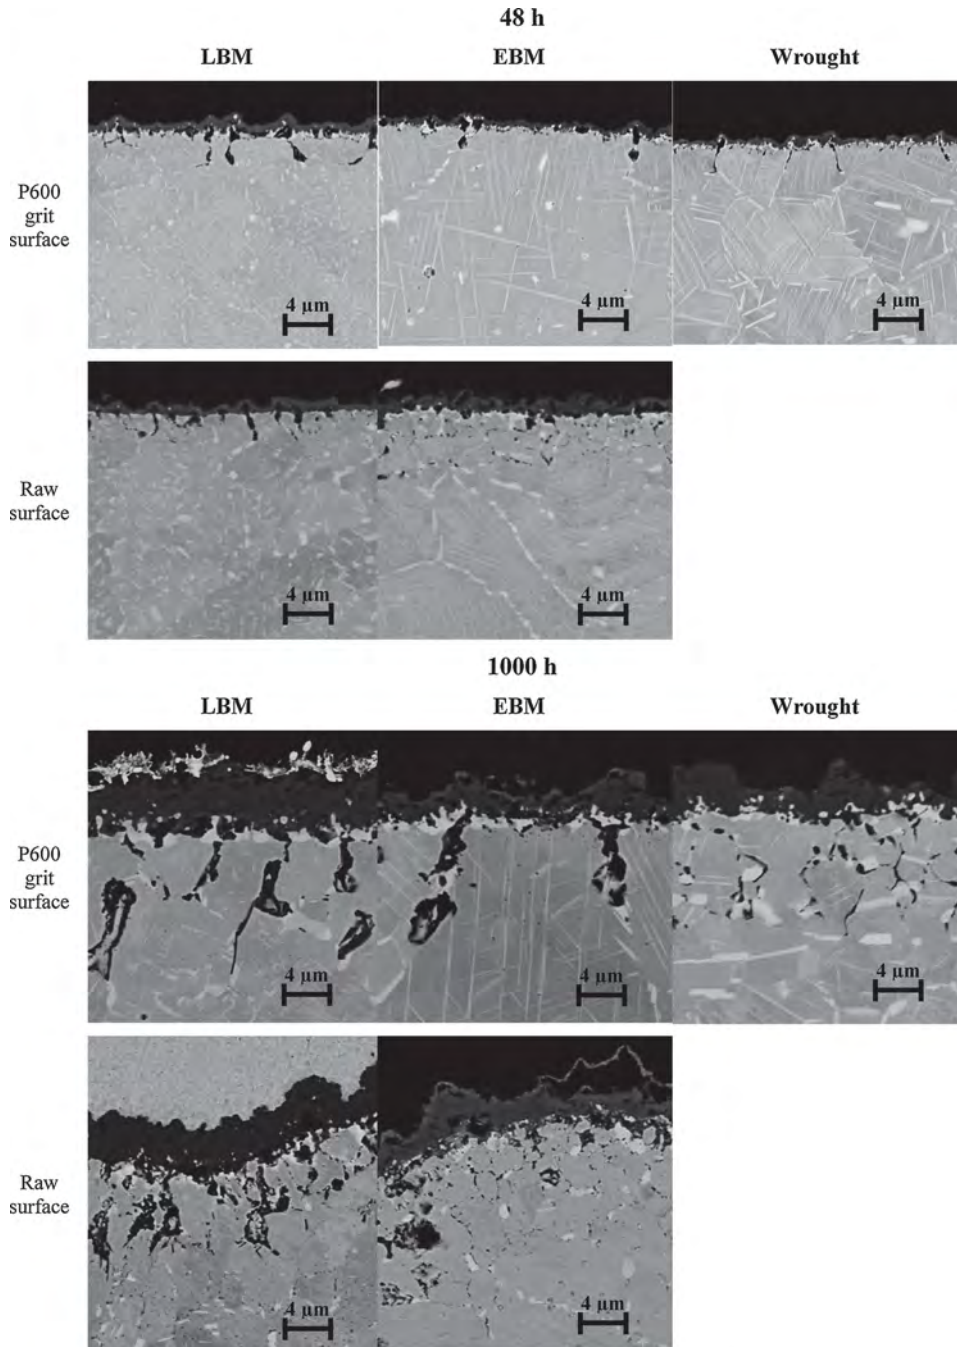 48 h
LBM EBM Wrought
P600
grit
surface
4 µm 4 µm 4 µm
Raw
surface
4 µm 4 µm
1000 h
LBM EBM Wrought
P600
grit
surface
4 µm 4 µm 4 µm
Raw
surface
4 µm 4 µm